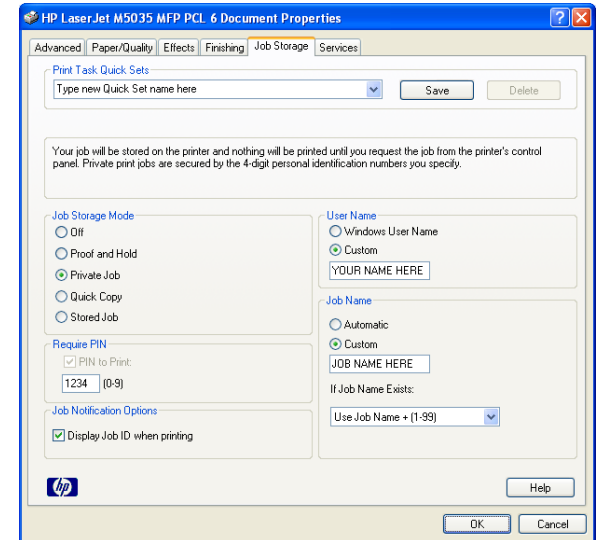 HP LaserJet M5035 MFP PCL 6 Document Properties
Advanced Paper/Quality Effects Finishing Job Storage Services
Print Task Quick Sets
Type new Quick Set name here Save Delete
Your job will be stored on the printer and nothing will be printed until you request the job from the printer's control
panel. Private print jobs are secured by the 4-digit personal identification numbers you specify.
Job Storage Mode
Off
Proof and Hold
Private Job
Quick Copy
Stored Job
Require PIN
PIN to Print:
1234 (0-9)
Job Notification Options
Display Job ID when printing
User Name
Windows User Name
Custom
YOUR NAME HERE
Job Name
Automatic
Custom
JOB NAME HERE
If Job Name Exists:
Use Job Name + (1-99)
hp
Help
OK Cancel